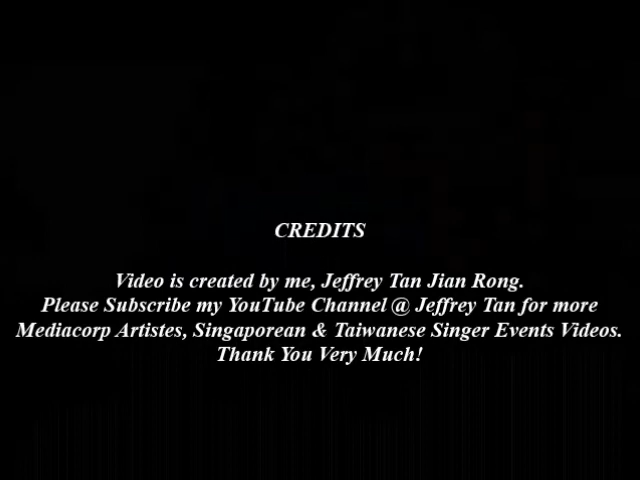 CREDITS
Video is created by me, Jeffrey Tan Jian Rong.
Please Subscribe my YouTube Channel @ Jeffrey Tan for more
Mediacorp Artistes, Singaporean & Taiwanese Singer Events Videos.
Thank You Very Much!